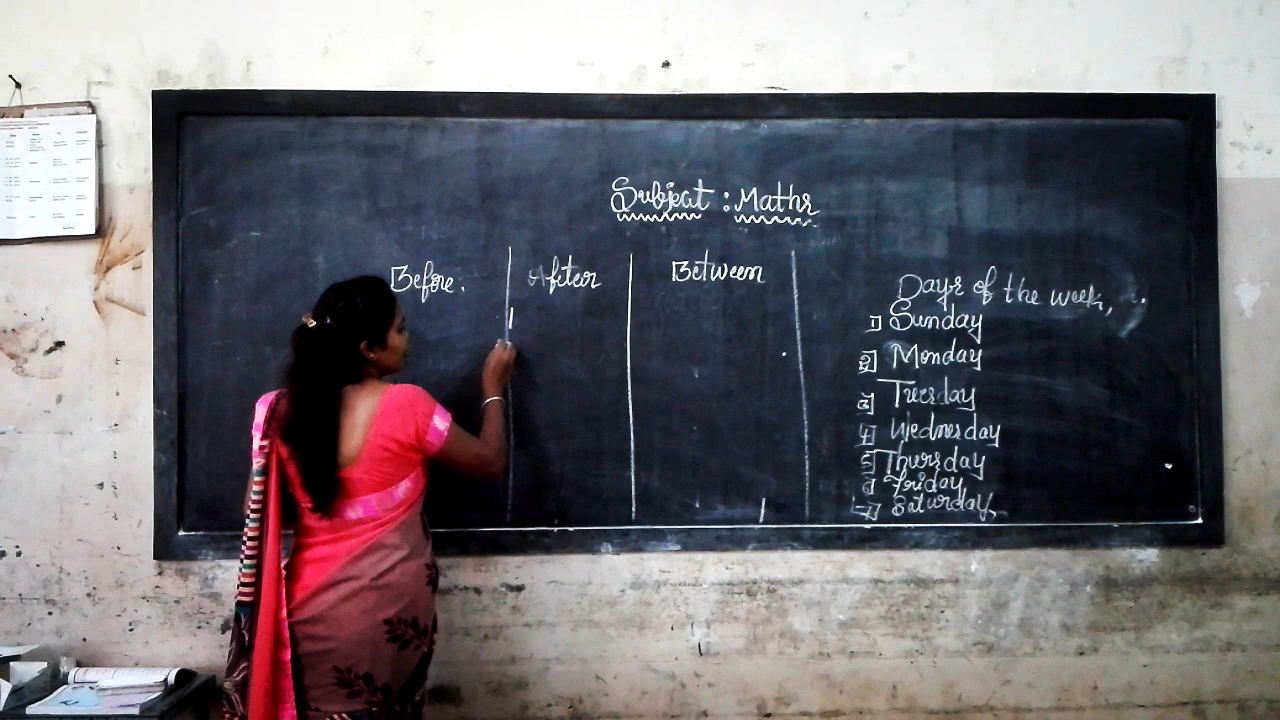 Subject : Maths
Before. After Between
Days of the week,
1 Sunday
2 Monday
3 Tuesday
4 Wednesday
5 Thursday
6 Friday
7 Saturday